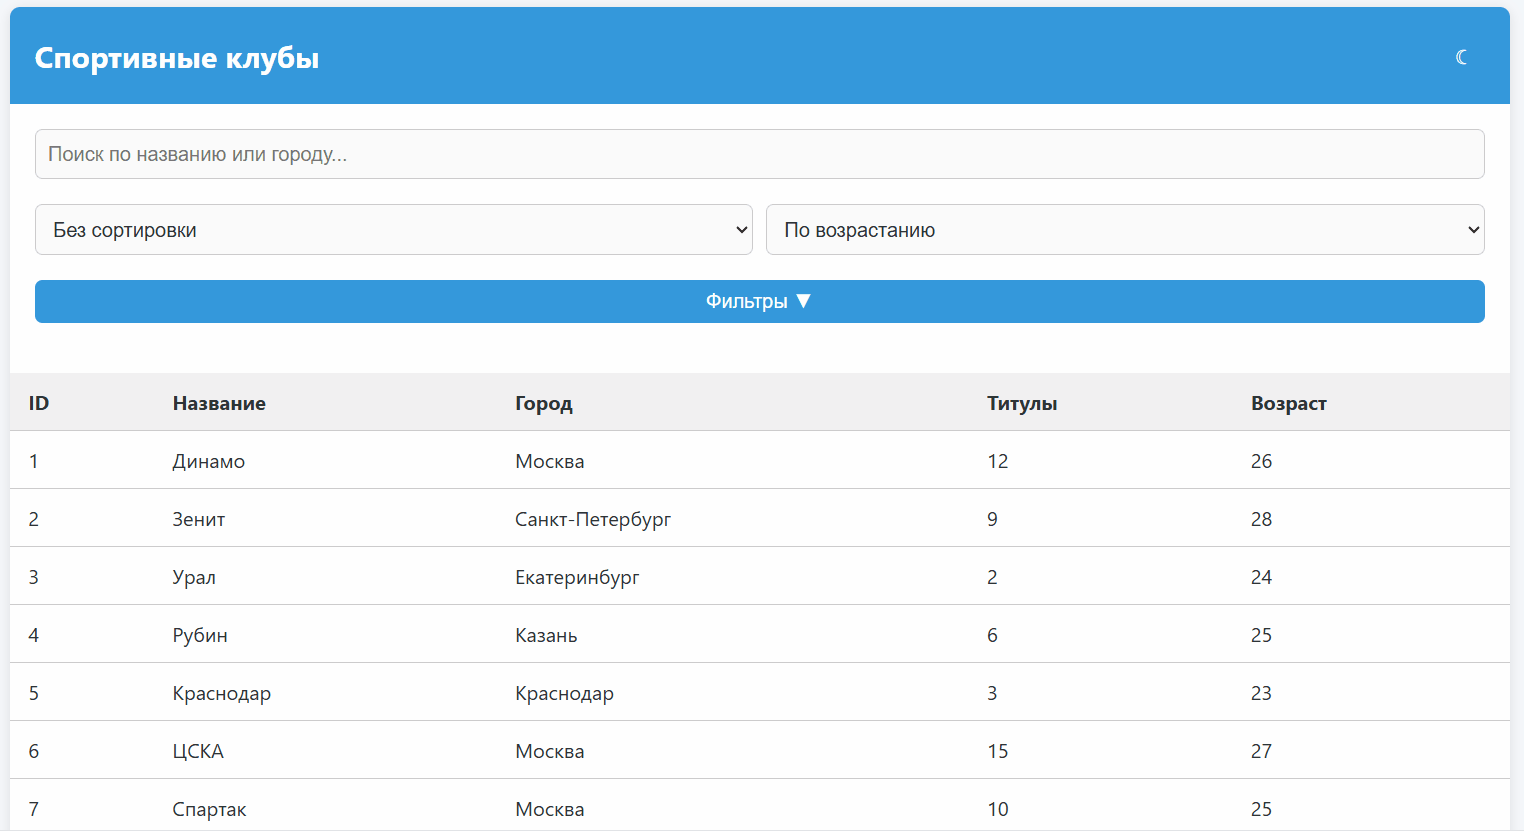 Спортивные клубы ☾
Поиск по названию или городу...
Без сортировки По возрастанию
Фильтры ▼
ID Название Город Титулы Возраст
1 Динамо Москва 12 26
2 Зенит Санкт-Петербург 9 28
3 Урал Екатеринбург 2 24
4 Рубин Казань 6 25
5 Краснодар Краснодар 3 23
6 ЦСКА Москва 15 27
7 Спартак Москва 10 25